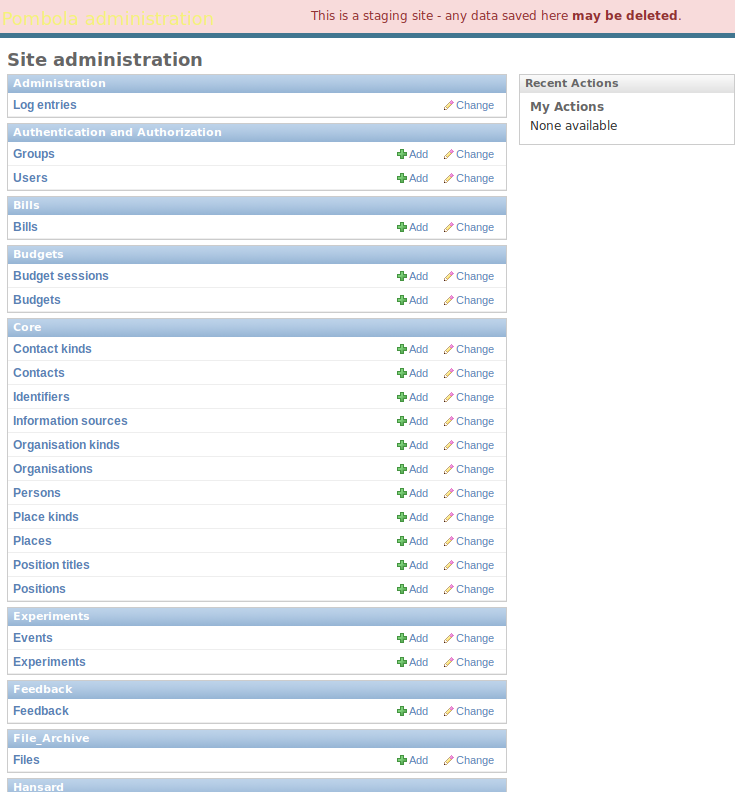 Pombola administration
This is a staging site - any data saved here may be deleted.
Site administration
Administration
Log entries Change
Authentication and Authorization
Groups Add Change
Users Add Change
Bills
Bills Add Change
Budgets
Budget sessions Add Change
Budgets Add Change
Core
Contact kinds Add Change
Contacts Add Change
Identifiers Add Change
Information sources Add Change
Organisation kinds Add Change
Organisations Add Change
Persons Add Change
Place kinds Add Change
Places Add Change
Position titles Add Change
Positions Add Change
Experiments
Events Add Change
Experiments Add Change
Feedback
Feedback Add Change
File_Archive
Files Add Change
Hansard
Recent Actions
My Actions
None available